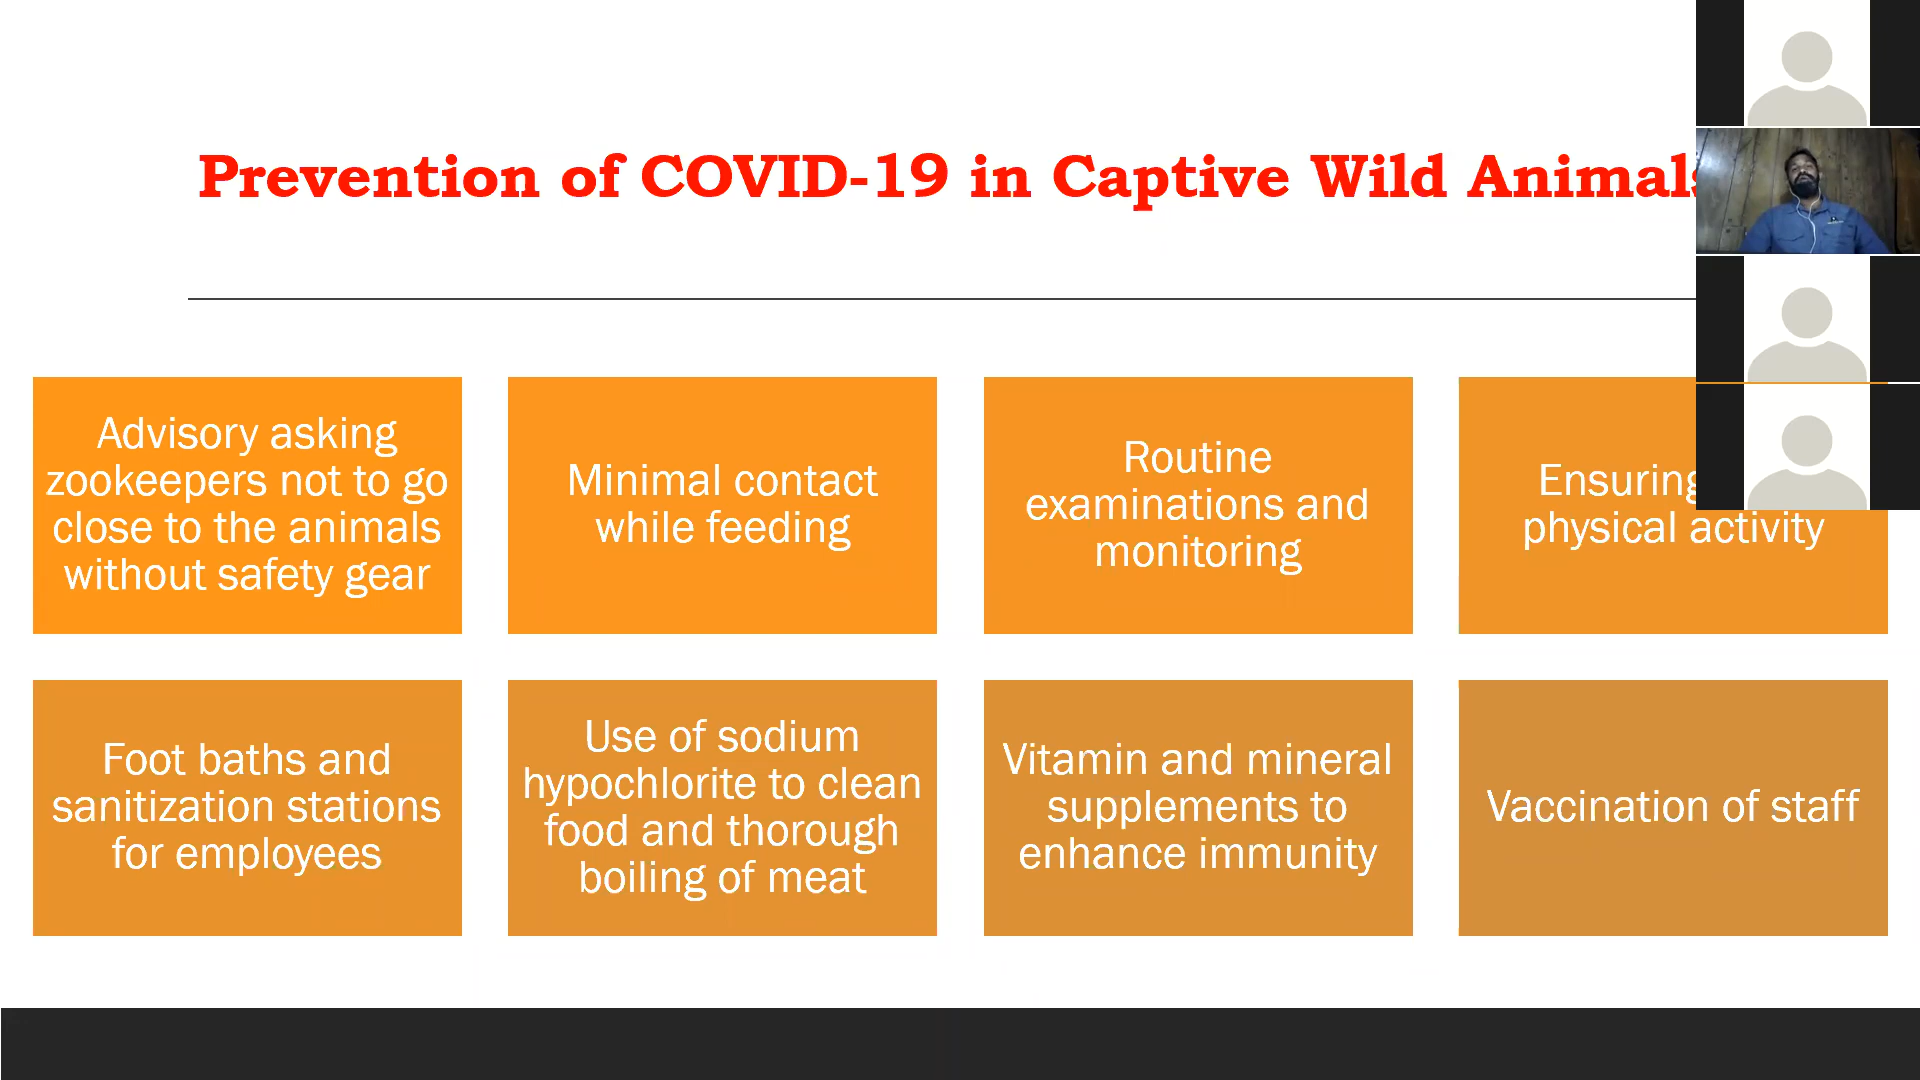 Prevention of COVID-19 in Captive Wild Animals
Advisory asking
zookeepers not to go
close to the animals
without safety gear
Minimal contact
while feeding
Routine
examinations and
monitoring
Ensuring
physical activity
Foot baths and
sanitization stations
for employees
Use of sodium
hypochlorite to clean
food and thorough
boiling of meat
Vitamin and mineral
supplements to
enhance immunity
Vaccination of staff